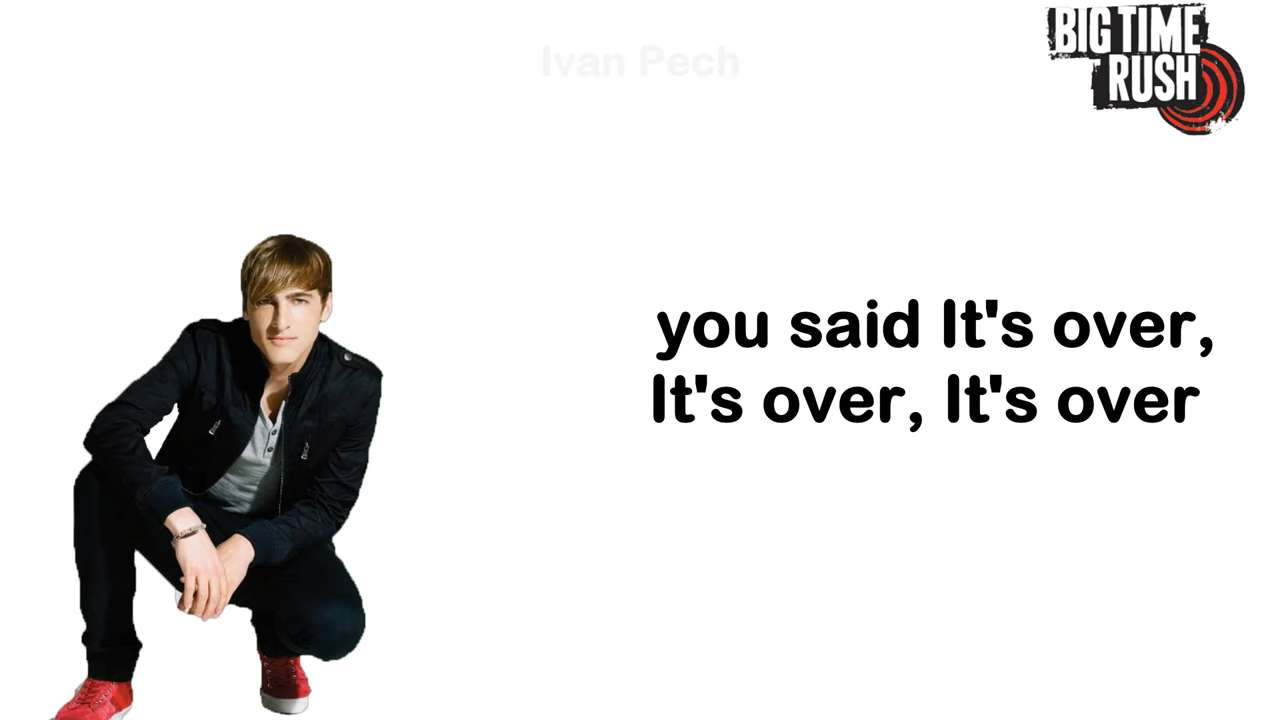 Ivan Pech
BIG TIME
RUSH
you said It's over,
It's over, It's over